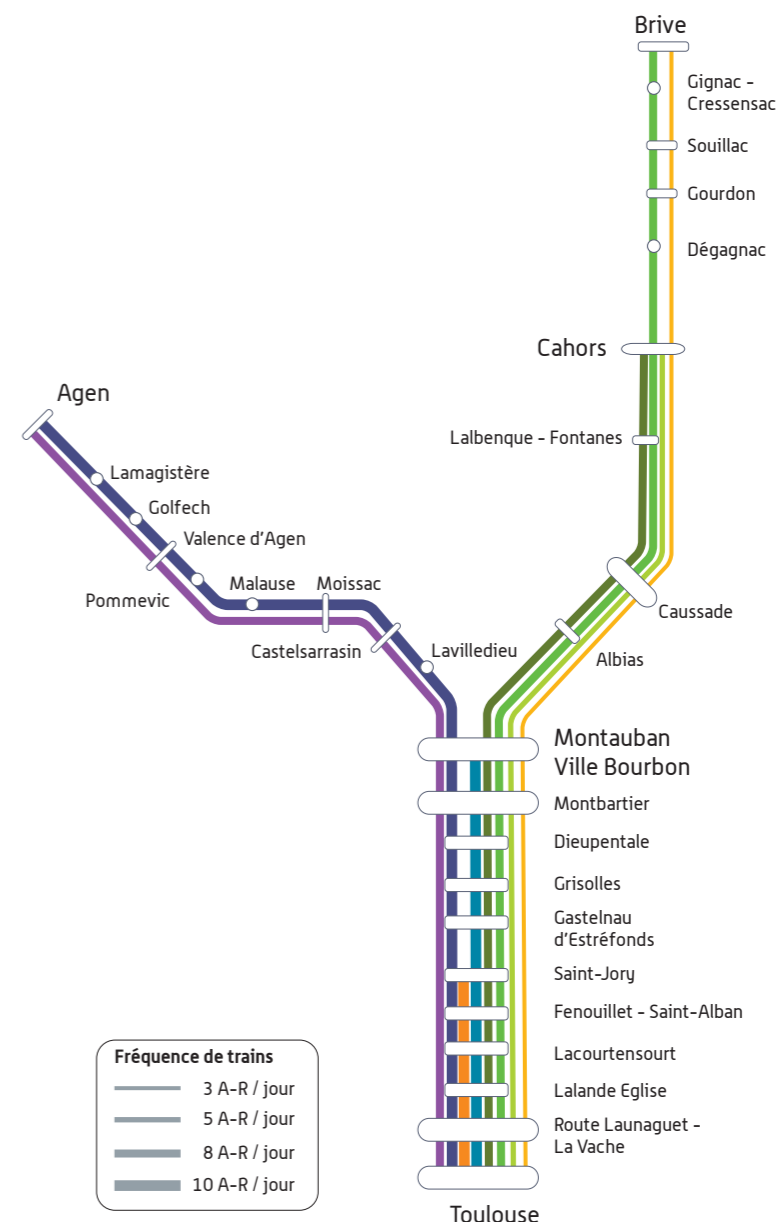 Brive
Gignac -
Cressensac
Souillac
Gourdon
Dégagnac
Cahors
Lalbenque - Fontanes
Agen
Lamagistère
Golfech
Valence d'Agen
Pommevic
Malause
Moissac
Castelsarrasin
Lavilledieu
Caussade
Albias
Montauban
Ville Bourbon
Montbartier
Dieupentale
Grisolles
Gastelnau
d'Estréfonds
Saint-Jory
Fenouillet - Saint-Alban
Lacourtensourt
Lalande Eglise
Route Launaguet -
La Vache
Toulouse
Fréquence de trains
3 A-R / jour
5 A-R / jour
8 A-R / jour
10 A-R / jour